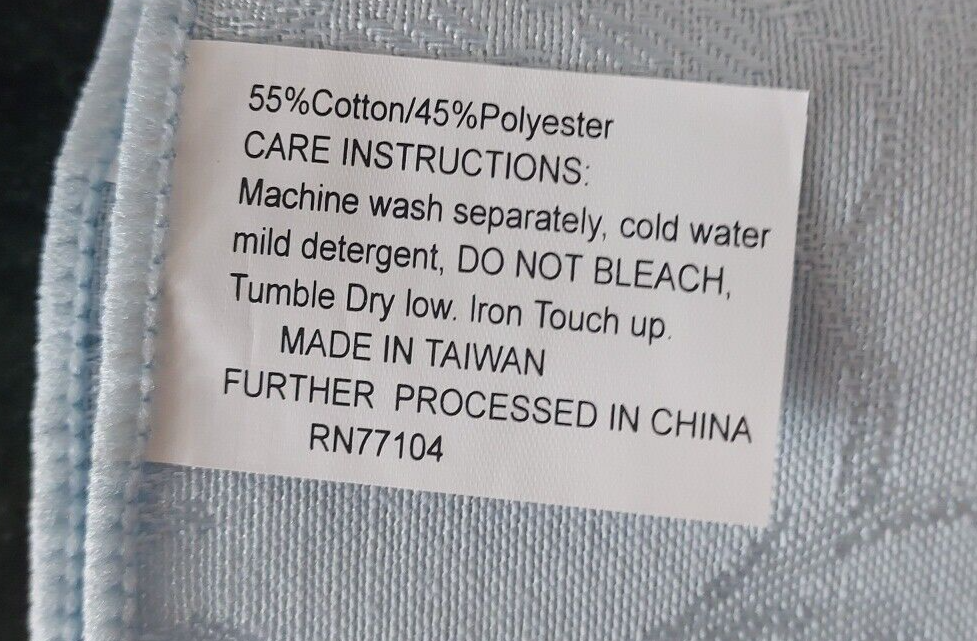 55%Cotton/45%Polyester
CARE INSTRUCTIONS:
Machine wash separately, cold water
mild detergent, DO NOT BLEACH,
Tumble Dry low. Iron Touch up.
MADE IN TAIWAN
FURTHER PROCESSED IN CHINA
RN77104